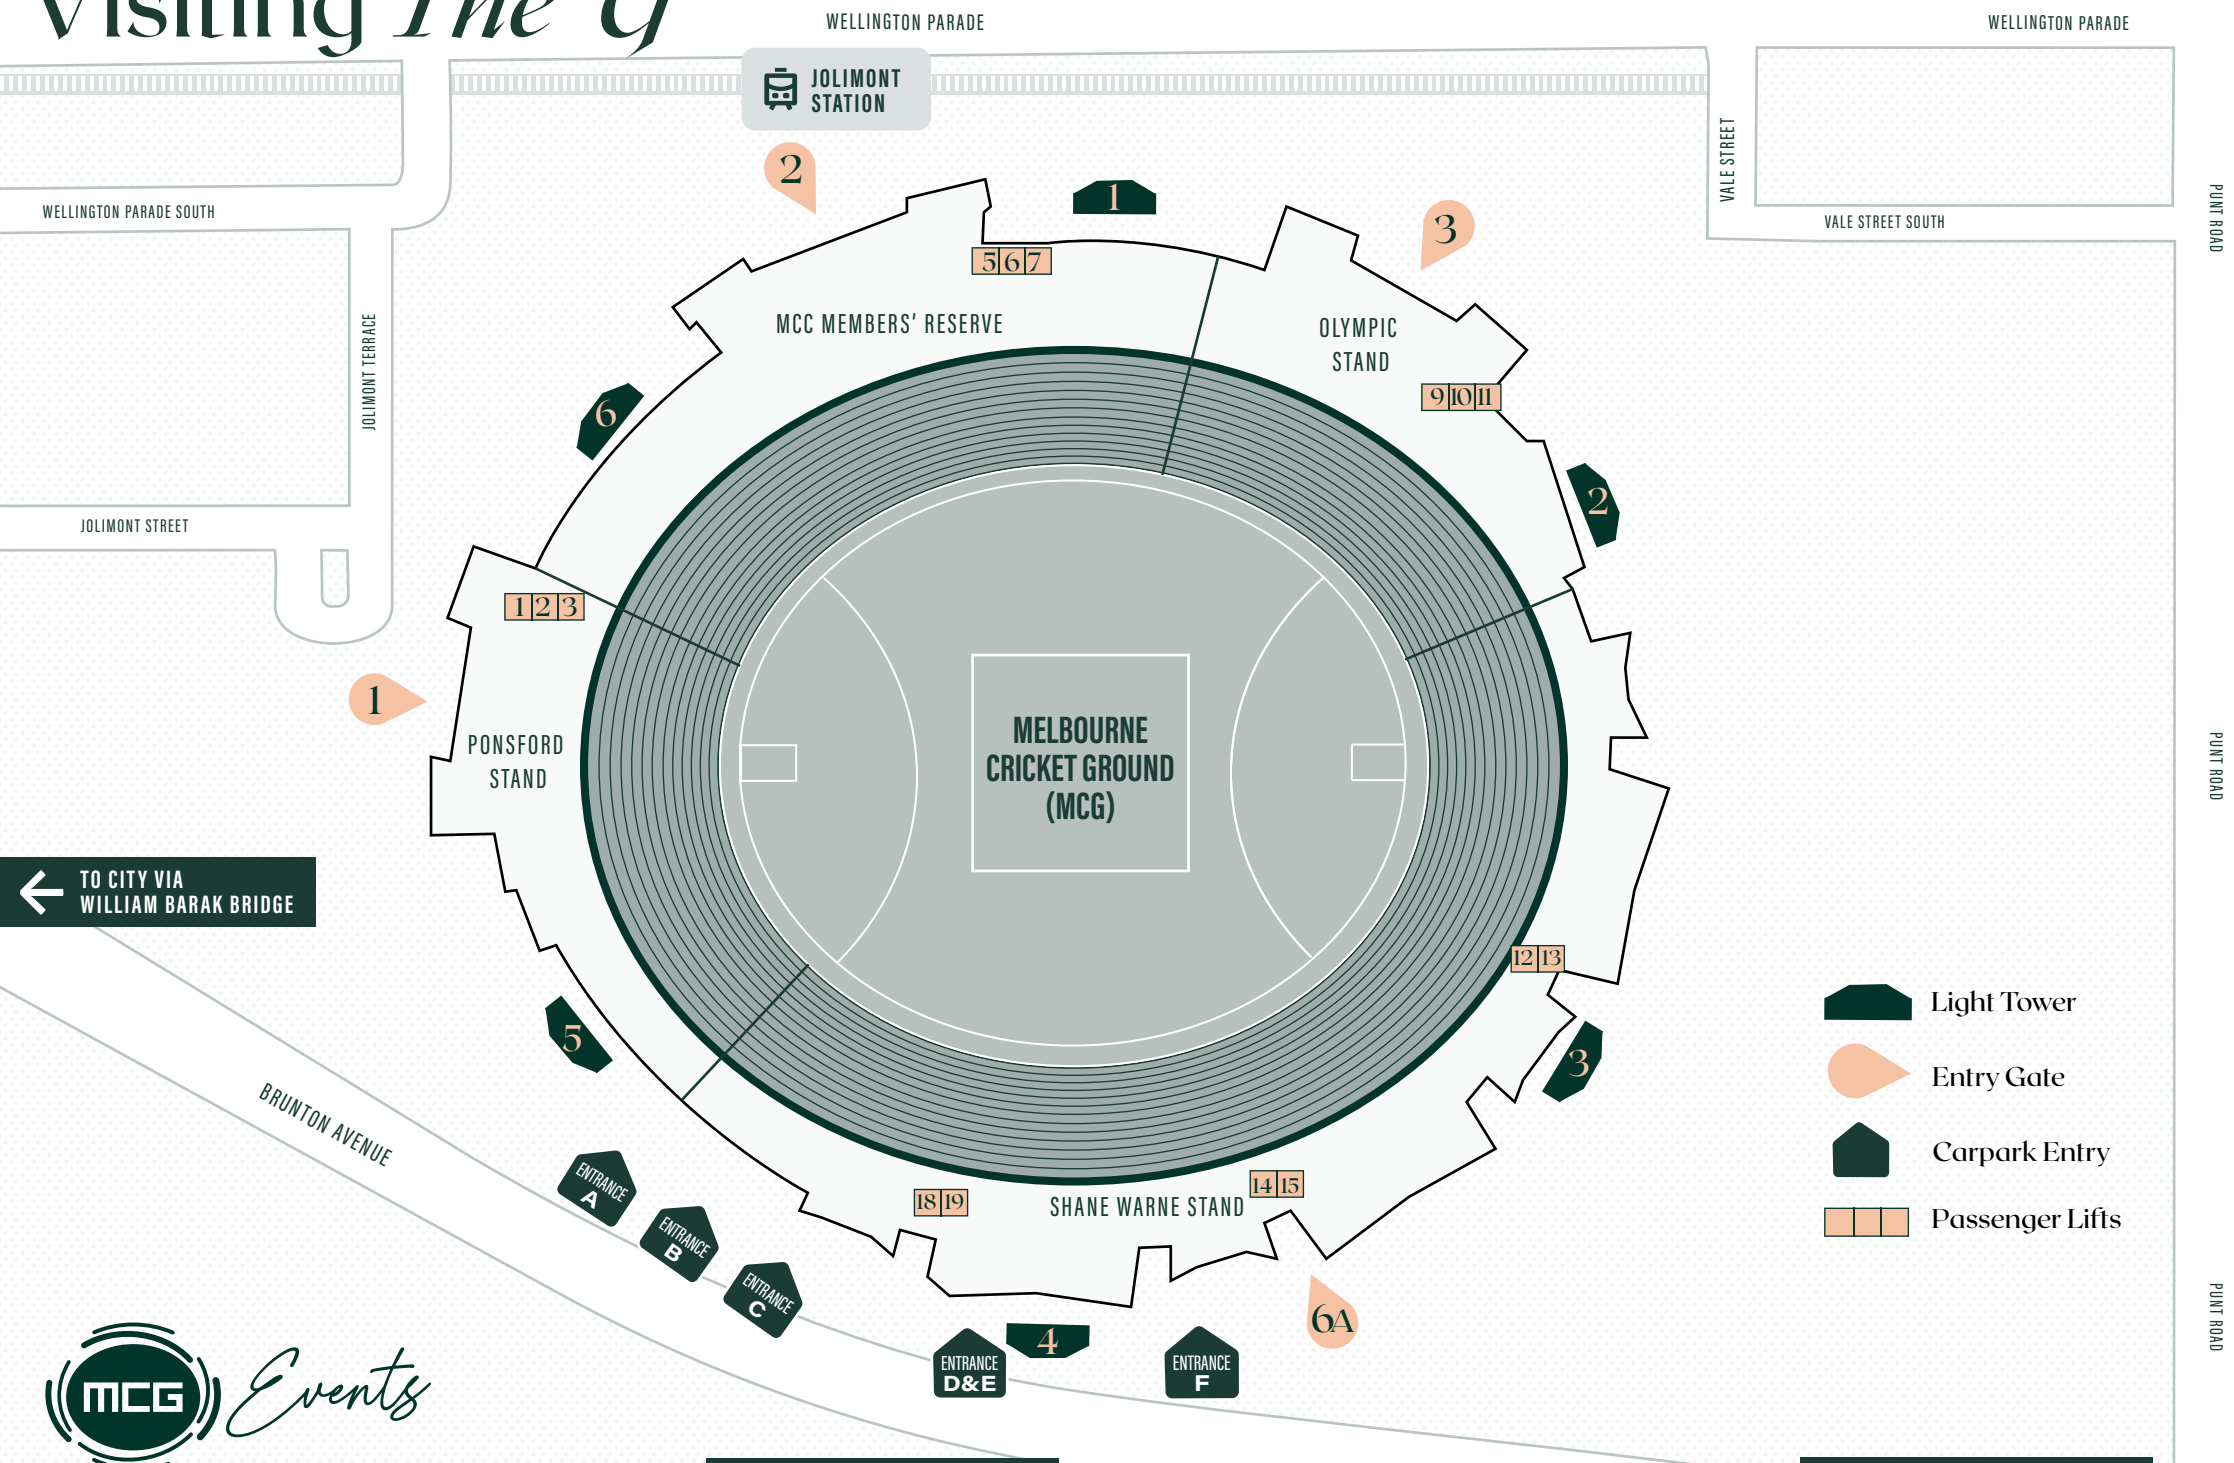 Visiting The 'G
WELLINGTON PARADE
WELLINGTON PARADE
JOLIMONT
STATION
VALE STREET
PUNT ROAD
2
1
3
WELLINGTON PARADE SOUTH
VALE STREET SOUTH
5 6 7
MCC MEMBERS' RESERVE
OLYMPIC
STAND
JOLIMONT TERRACE
9 10 11
6
2
JOLIMONT STREET
1 2 3
1
PONSFORD
STAND
MELBOURNE
CRICKET GROUND
(MCG)
PUNT ROAD
TO CITY VIA
WILLIAM BARAK BRIDGE
12 13
Light Tower
5
3
Entry Gate
BRUNTON AVENUE
Carpark Entry
ENTRANCE
A
14 15
18 19
SHANE WARNE STAND
Passenger Lifts
ENTRANCE
B
ENTRANCE
C
6A
PUNT ROAD
4
ENTRANCE
D&E
ENTRANCE
F
MCG
Events